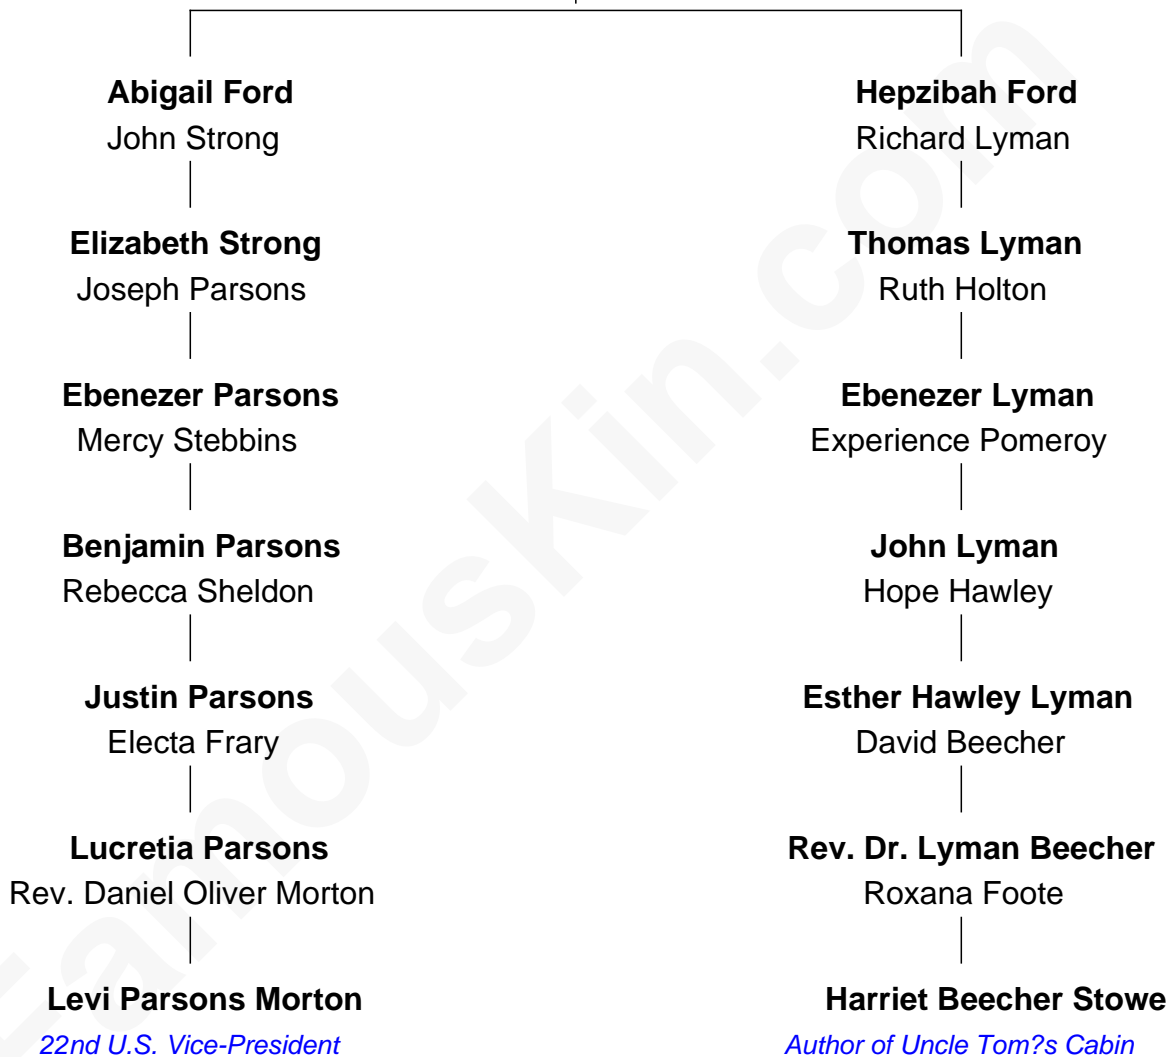 Abigail Ford
John Strong
Hepzibah Ford
Richard Lyman
Elizabeth Strong
Joseph Parsons
Thomas Lyman
Ruth Holton
Ebenezer Parsons
Mercy Stebbins
Ebenezer Lyman
Experience Pomeroy
Benjamin Parsons
Rebecca Sheldon
John Lyman
Hope Hawley
Justin Parsons
Electa Frary
Esther Hawley Lyman
David Beecher
Lucretia Parsons
Rev. Daniel Oliver Morton
Rev. Dr. Lyman Beecher
Roxana Foote
Levi Parsons Morton
22nd U.S. Vice-President
Harriet Beecher Stowe
Author of Uncle Tom?s Cabin
FamousKin.com